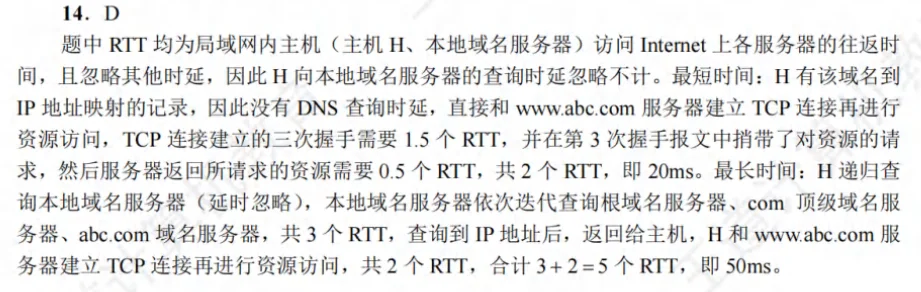 14．D
题中 RTT 均为局域网内主机（主机 H、本地域名服务器）访问 Internet 上各服务器的往返时
间，且忽略其他时延，因此 H 向本地域名服务器的查询时延忽略不计。最短时间：H 有该域名到
IP 地址映射的记录，因此没有 DNS 查询时延，直接和 www.abc.com 服务器建立 TCP 连接再进行
资源访问，TCP 连接建立的三次握手需要 1.5 个 RTT，并在第 3 次握手报文中捎带了对资源的请
求，然后服务器返回所请求的资源需要 0.5 个 RTT，共 2 个 RTT，即 20ms。最长时间：H 递归查
询本地域名服务器（延时忽略），本地域名服务器依次迭代查询根域名服务器、com 顶级域名服
务器、abc.com 域名服务器，共 3 个 RTT，查询到 IP 地址后，返回给主机，H 和 www.abc.com 服
务器建立 TCP 连接再进行资源访问，共 2 个 RTT，合计 3 + 2 = 5 个 RTT，即 50ms。